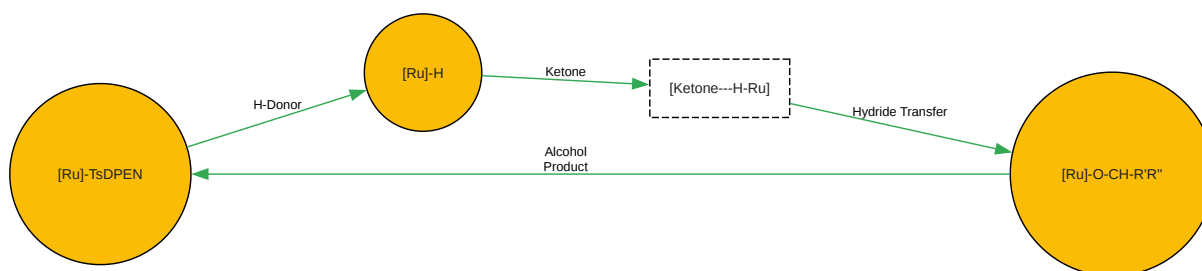 [Ru]-H
Ketone
[Ketone---H-Ru]
H-Donor
Hydride Transfer
Alcohol
Product
[Ru]-TsDPEN
[Ru]-O-CH-R'R"